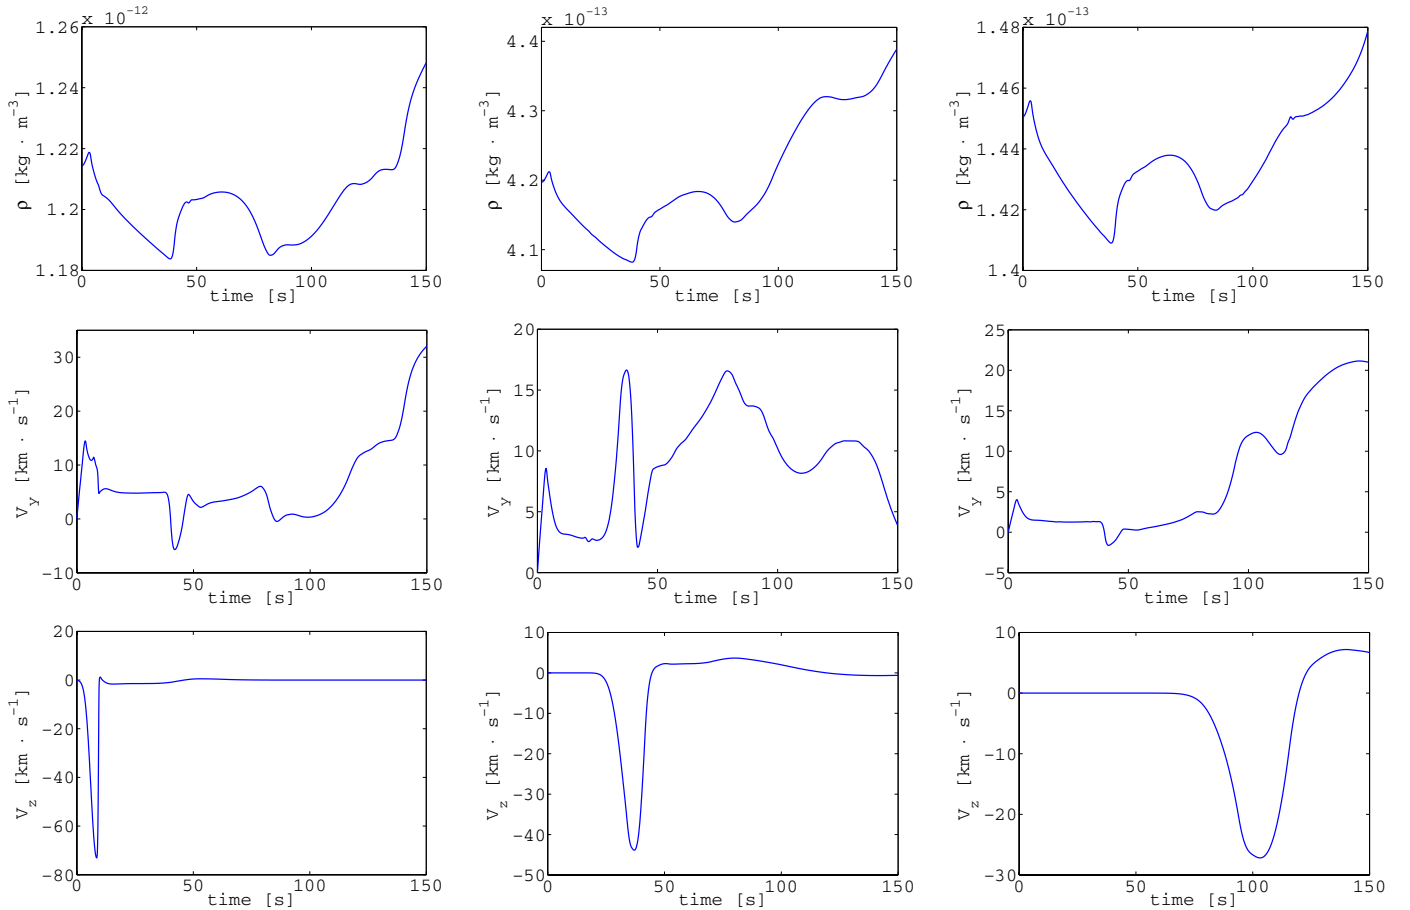 x 10⁻¹²
1.26
1.24
1.22
1.2
1.18
ρ [kg · m⁻³]
0 50 100 150
time [s]
x 10⁻¹³
4.4
4.3
4.2
4.1
ρ [kg · m⁻³]
0 50 100 150
time [s]
x 10⁻¹³
1.48
1.46
1.44
1.42
1.4
ρ [kg · m⁻³]
0 50 100 150
time [s]
30
20
10
0
−10
V_y [km · s⁻¹]
0 50 100 150
time [s]
20
15
10
5
0
V_y [km · s⁻¹]
0 50 100 150
time [s]
25
20
15
10
5
0
−5
V_y [km · s⁻¹]
0 50 100 150
time [s]
20
0
−20
−40
−60
−80
V_z [km · s⁻¹]
0 50 100 150
time [s]
10
0
−10
−20
−30
−40
−50
V_z [km · s⁻¹]
0 50 100 150
time [s]
10
0
−10
−20
−30
V_z [km · s⁻¹]
0 50 100 150
time [s]